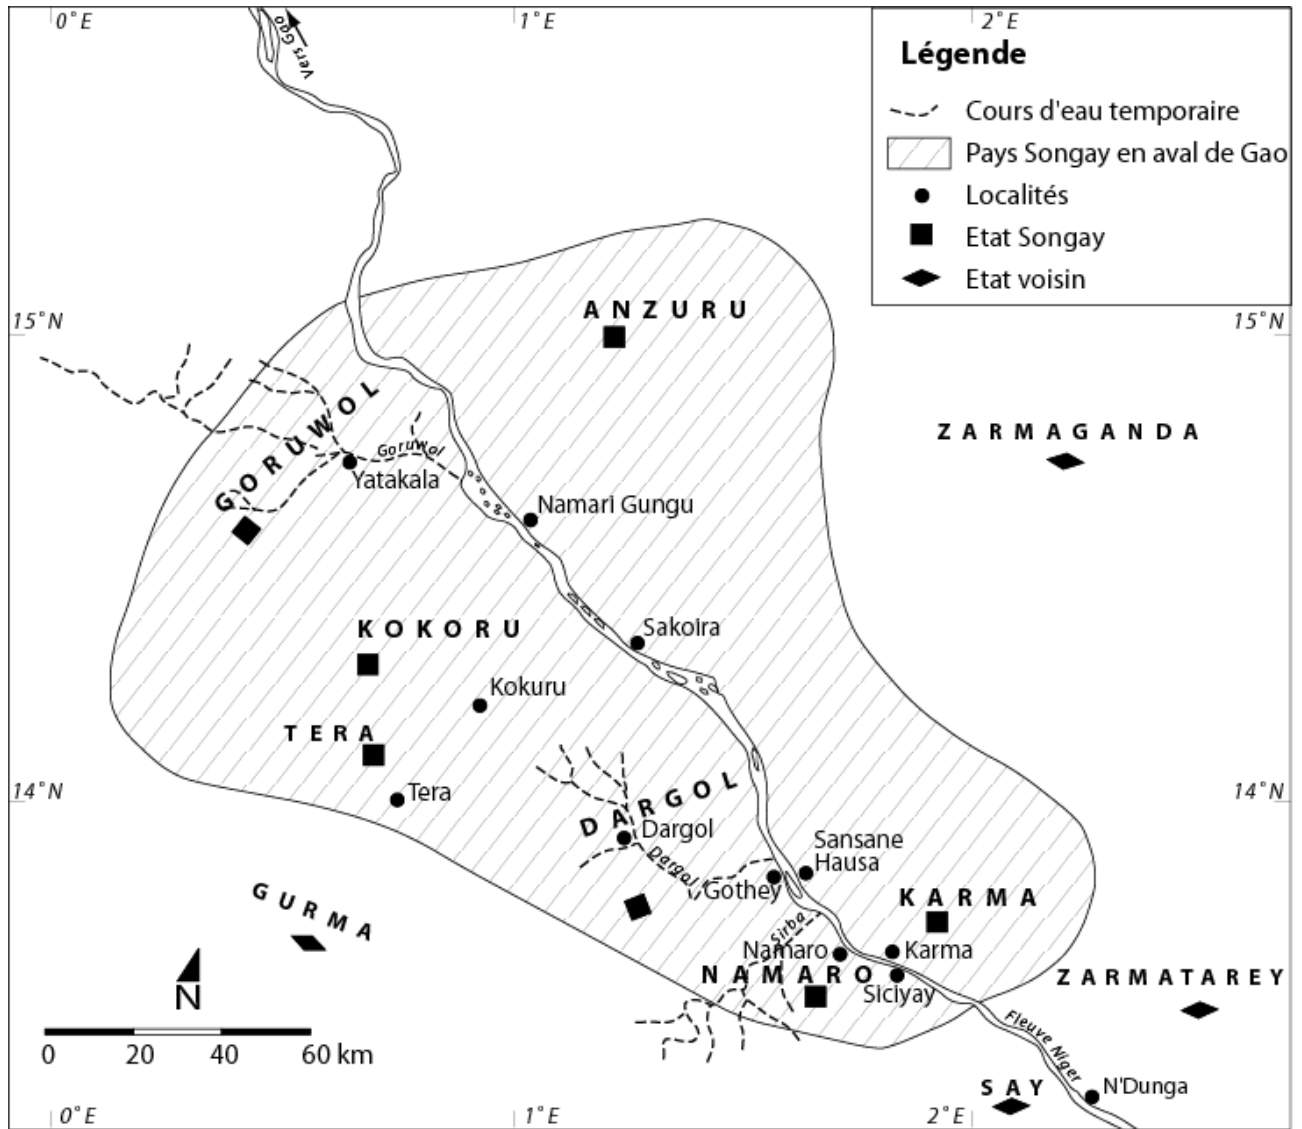 0°E
1°E
2°E
Vers Gao
Légende
Cours d'eau temporaire
Pays Songay en aval de Gao
Localités
Etat Songay
Etat voisin
15°N
15°N
ANZURU
GORUWOL
Goruwol
Yatakala
ZARMAGANDA
Namari Gungu
KOKORU
Sakoira
Kokuru
TERA
14°N
14°N
Tera
DARGOL
Dargol
Dargol
Sansane
Hausa
Gothey
GURMA
KARMA
Sirba
Namaro
Karma
NAMARO
Siciyay
ZARMATAREY
N
Fleuve Niger
0 20 40 60 km
SAY
N'Dunga
0°E
1°E
2°E